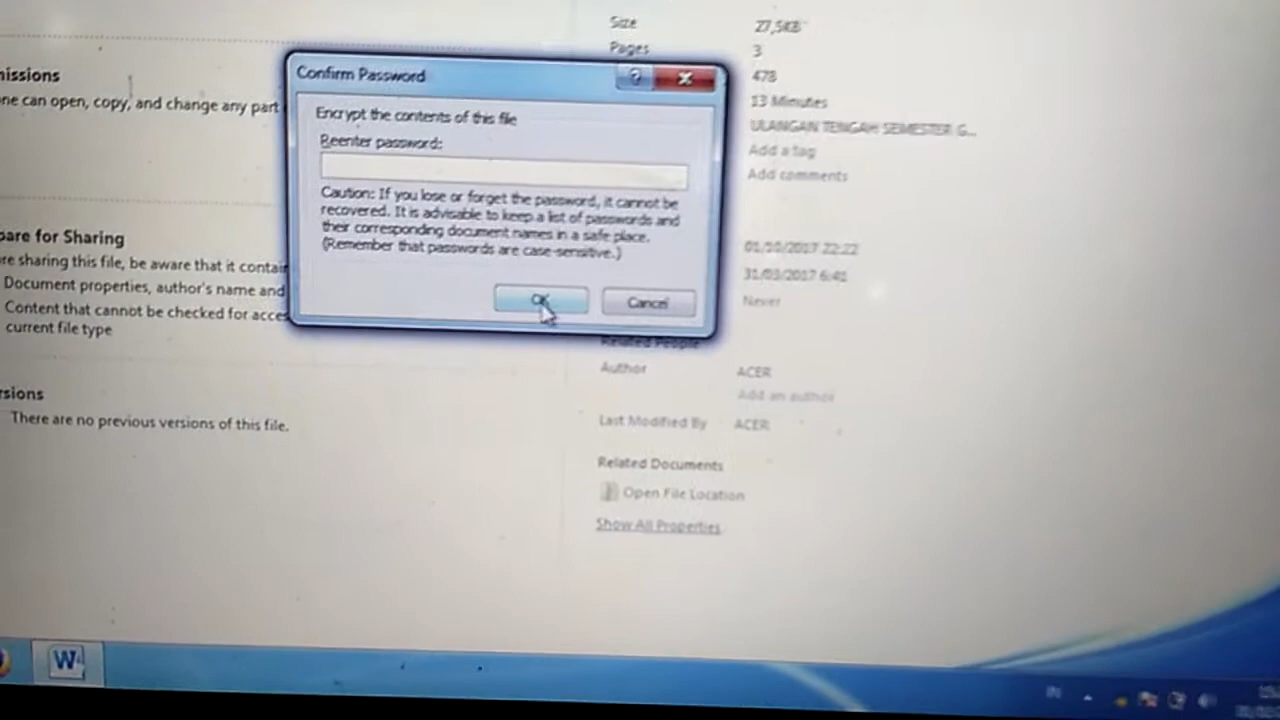 Size 27,5KB
Pages 3
478
13 Minutes
ULANGAN TENGAH SEMESTER G...
Add a tag
Add comments
missions
ne can open, copy, and change any part
Confirm Password
?
Encrypt the contents of this file
Reenter password:
Caution: If you lose or forget the password, it cannot be
recovered. It is advisable to keep a list of passwords and
their corresponding document names in a safe place.
(Remember that passwords are case-sensitive.)
OK
Cancel
pare for Sharing
re sharing this file, be aware that it contai
Document properties, author's name and
Content that cannot be checked for acces
current file type
22:22
31/03/2017 6:41
Never
Related People
Author ACER
Add an author
Last Modified By ACER
rsions
There are no previous versions of this file.
Related Documents
Open File Location
Show All Properties
W
IN